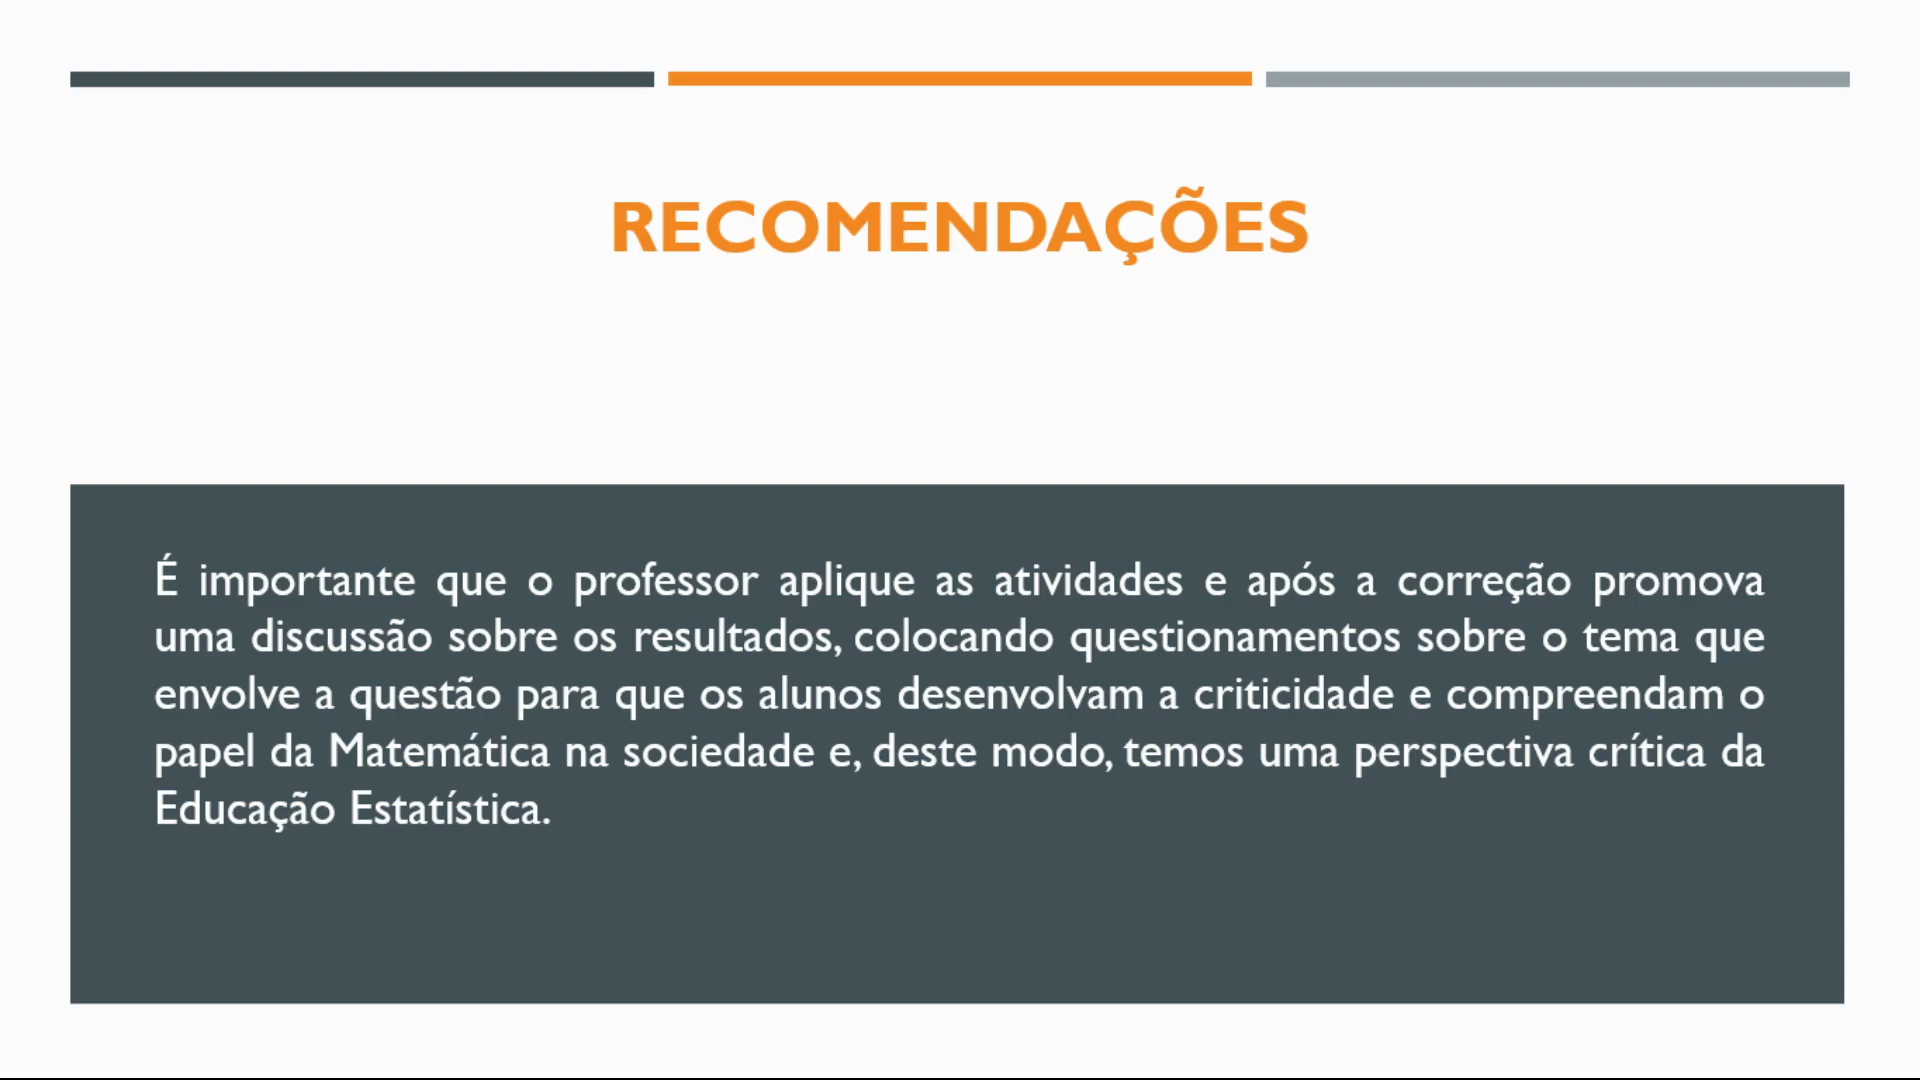 RECOMENDAÇÕES
É importante que o professor aplique as atividades e após a correção promova
uma discussão sobre os resultados, colocando questionamentos sobre o tema que
envolve a questão para que os alunos desenvolvam a criticidade e compreendam o
papel da Matemática na sociedade e, deste modo, temos uma perspectiva crítica da
Educação Estatística.